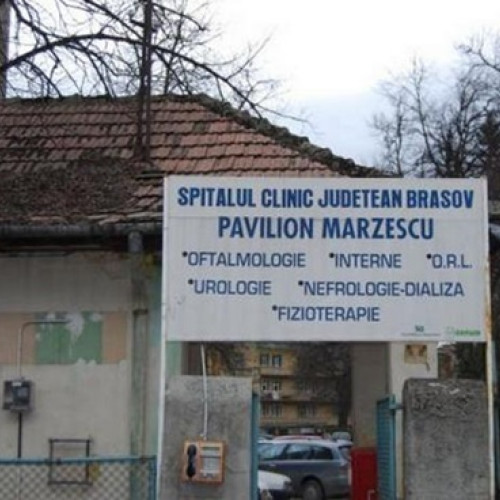 SPITALUL CLINIC JUDETEAN BRASOV
PAVILION MARZESCU
*OFTALMOLOGIE *INTERNE *O.R.L.
*UROLOGIE *NEFROLOGIE-DIALIZA
*FIZIOTERAPIE